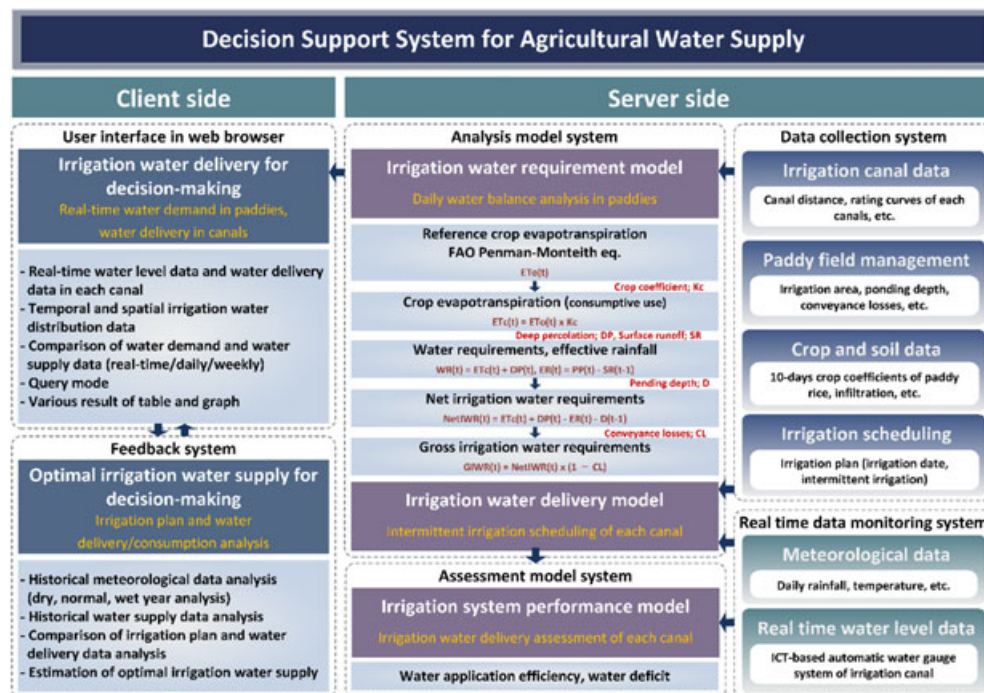 Decision Support System for Agricultural Water Supply
Client side
Server side
User interface in web browser
Irrigation water delivery for
decision-making
Real-time water demand in paddies,
water delivery in canals
- Real-time water level data and water delivery
data in each canal
- Temporal and spatial irrigation water
distribution data
- Comparison of water demand and water
supply data (real-time/daily/weekly)
- Query mode
- Various result of table and graph
Feedback system
Optimal irrigation water supply for
decision-making
Irrigation plan and water
delivery/consumption analysis
- Historical meteorological data analysis
(dry, normal, wet year analysis)
- Historical water supply data analysis
- Comparison of irrigation plan and water
delivery data analysis
- Estimation of optimal irrigation water supply
Analysis model system
Irrigation water requirement model
Daily water balance analysis in paddies
Reference crop evapotranspiration
FAO Penman-Monteith eq.
ETo(t)
Crop coefficient; Kc
Crop evapotranspiration (consumptive use)
ETc(t) = ETo(t) x Kc
Deep percolation; DP, Surface runoff; SR
Water requirements, effective rainfall
WR(t) = ETc(t) + DP(t), ER(t) = PP(t) - SR(t-1)
Pending depth; D
Net irrigation water requirements
NetIWR(t) = ETc(t) + DP(t) - ER(t) - D(t-1)
Conveyance losses; CL
Gross irrigation water requirements
GIWR(t) = NetIWR(t) x (1 − CL)
Irrigation water delivery model
Intermittent irrigation scheduling of each canal
Assessment model system
Irrigation system performance model
Irrigation water delivery assessment of each canal
Water application efficiency, water deficit
Data collection system
Irrigation canal data
Canal distance, rating curves of each
canals, etc.
Paddy field management
Irrigation area, ponding depth,
conveyance losses, etc.
Crop and soil data
10-days crop coefficients of paddy
rice, infiltration, etc.
Irrigation scheduling
Irrigation plan (irrigation date,
intermittent irrigation)
Real time data monitoring system
Meteorological data
Daily rainfall, temperature, etc.
Real time water level data
ICT-based automatic water gauge
system of irrigation canal